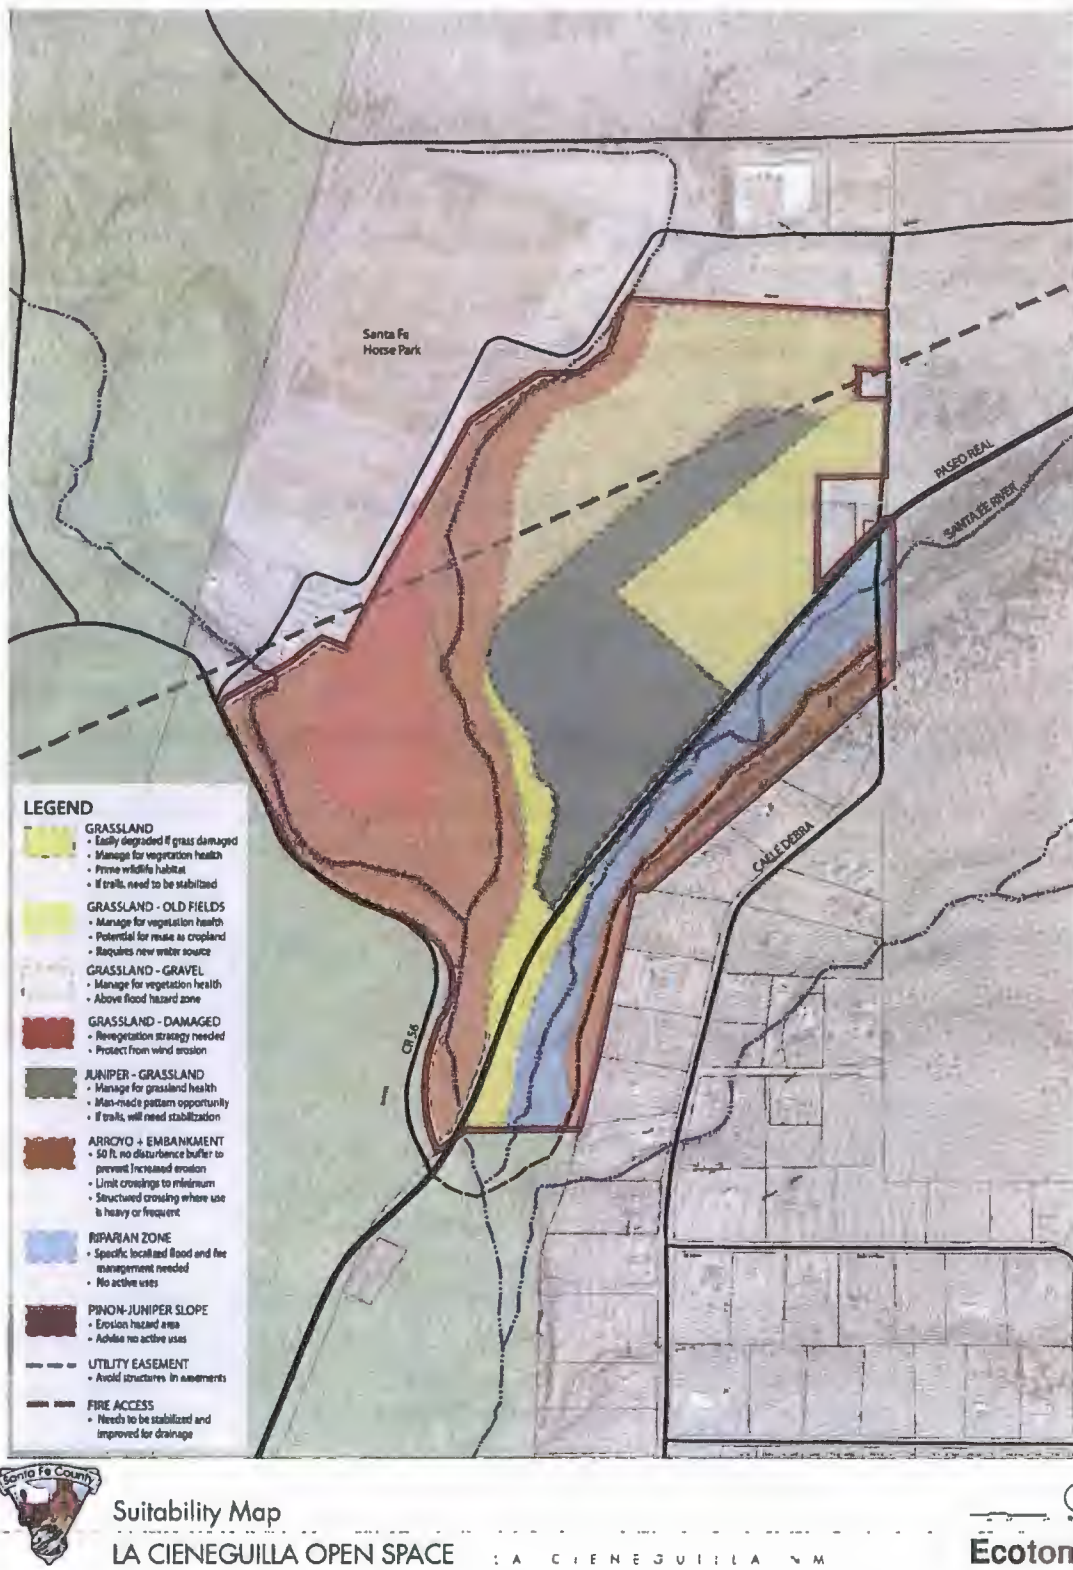 Santa Fe
Horse Park
PASEO REAL
SANTA FE RIVER
CALLE DEBRA
CR 56
LEGEND
GRASSLAND
• Easily degraded if grass damaged
• Manage for vegetation health
• Prime wildlife habitat
• If trails, need to be stabilized
GRASSLAND - OLD FIELDS
• Manage for vegetation health
• Potential for reuse as cropland
• Requires new water source
GRASSLAND - GRAVEL
• Manage for vegetation health
• Above flood hazard zone
GRASSLAND - DAMAGED
• Revegetation strategy needed
• Protect from wind erosion
JUNIPER - GRASSLAND
• Manage for grassland health
• Man-made pattern opportunity
• If trails, will need stabilization
ARROYO + EMBANKMENT
• 50 ft. no disturbance buffer to
prevent increased erosion
• Limit crossings to minimum
• Structured crossing where use
is heavy or frequent
RIPARIAN ZONE
• Specific localized flood and fire
management needed
• No active uses
PINON-JUNIPER SLOPE
• Erosion hazard area
• Advise no active uses
UTILITY EASEMENT
• Avoid structures in easements
FIRE ACCESS
• Needs to be stabilized and
improved for drainage
Santa Fe County
Suitability Map
LA CIENEGUILLA OPEN SPACE LA CIENEGUILLA NM
Ecoton